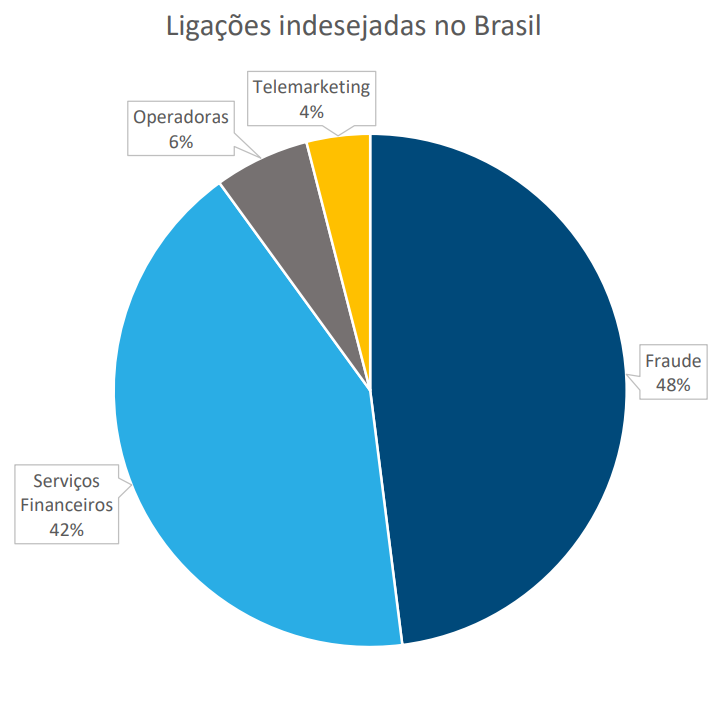 Ligações indesejadas no Brasil
Telemarketing
4%
Operadoras
6%
Fraude
48%
Serviços
Financeiros
42%